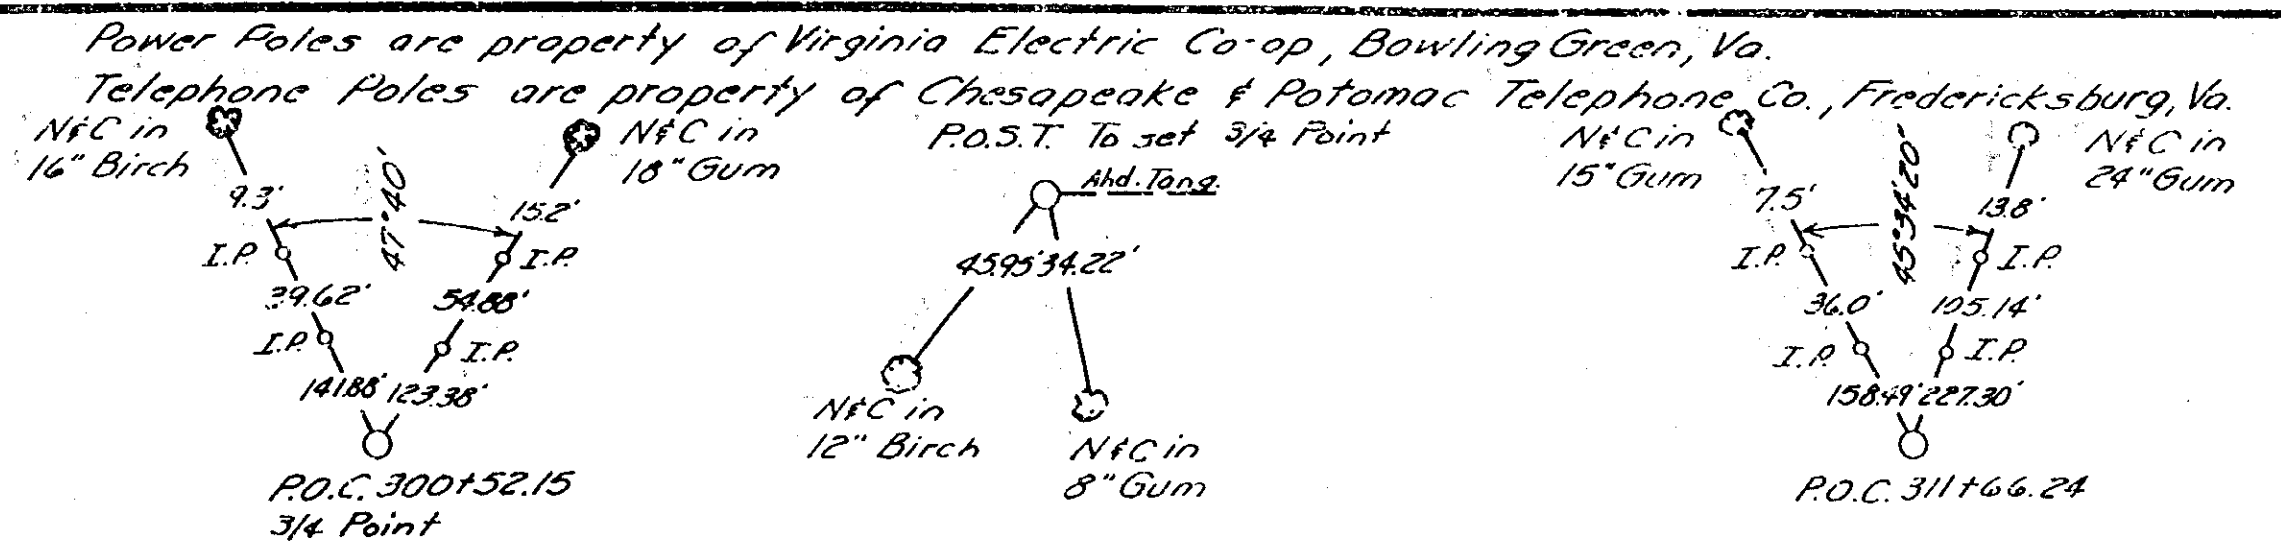 Power Poles are property of Virginia Electric Co-op, Bowling Green, Va.
Telephone Poles are property of Chesapeake & Potomac Telephone Co., Fredericksburg, Va.
N&C in
16" Birch
N&C in
18" Gum
9.3'
47°40'
15.2'
I.P.
I.P.
39.62'
54.88'
I.P.
I.P.
141.88'
123.38'
P.O.C. 300+52.15
3/4 Point
P.O.S.T. To set 3/4 Point
Ahd. Tang.
45.95'
34.22'
N&C in
12" Birch
N&C in
8" Gum
N&C in
15" Gum
N&C in
24" Gum
7.5'
45°34'20"
13.8'
I.P.
I.P.
36.0'
105.14'
I.P.
I.P.
158.49'
227.30'
P.O.C. 311+66.24